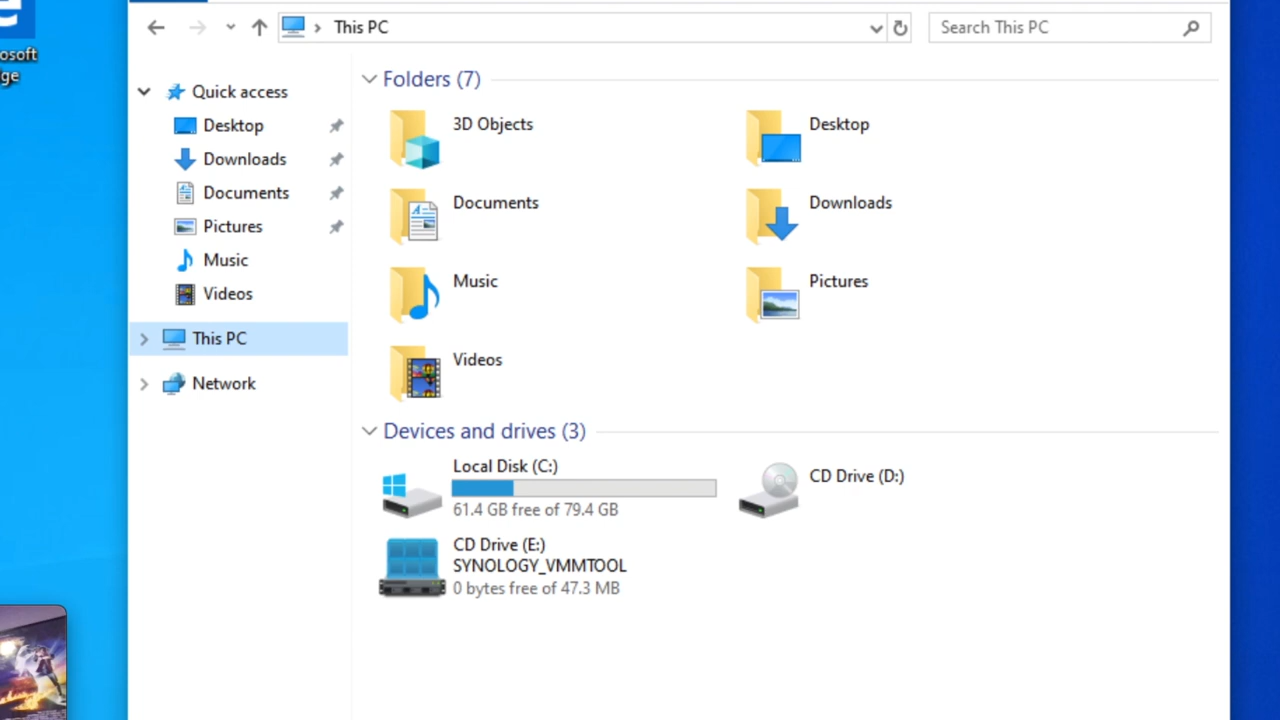 osoft
ge
This PC
Search This PC
Quick access
Desktop
Downloads
Documents
Pictures
Music
Videos
This PC
Network
Folders (7)
3D Objects
Desktop
Documents
Downloads
Music
Pictures
Videos
Devices and drives (3)
Local Disk (C:)
61.4 GB free of 79.4 GB
CD Drive (D:)
CD Drive (E:)
SYNOLOGY_VMMTOOL
0 bytes free of 47.3 MB